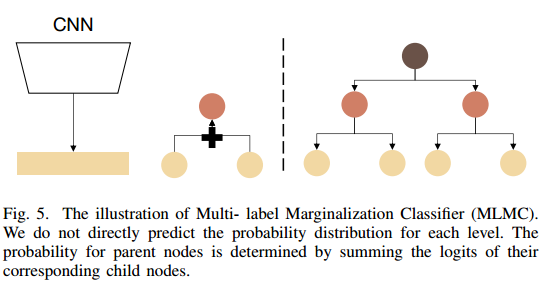 CNN
Fig. 5. The illustration of Multi- label Marginalization Classifier (MLMC).
We do not directly predict the probability distribution for each level. The
probability for parent nodes is determined by summing the logits of their
corresponding child nodes.